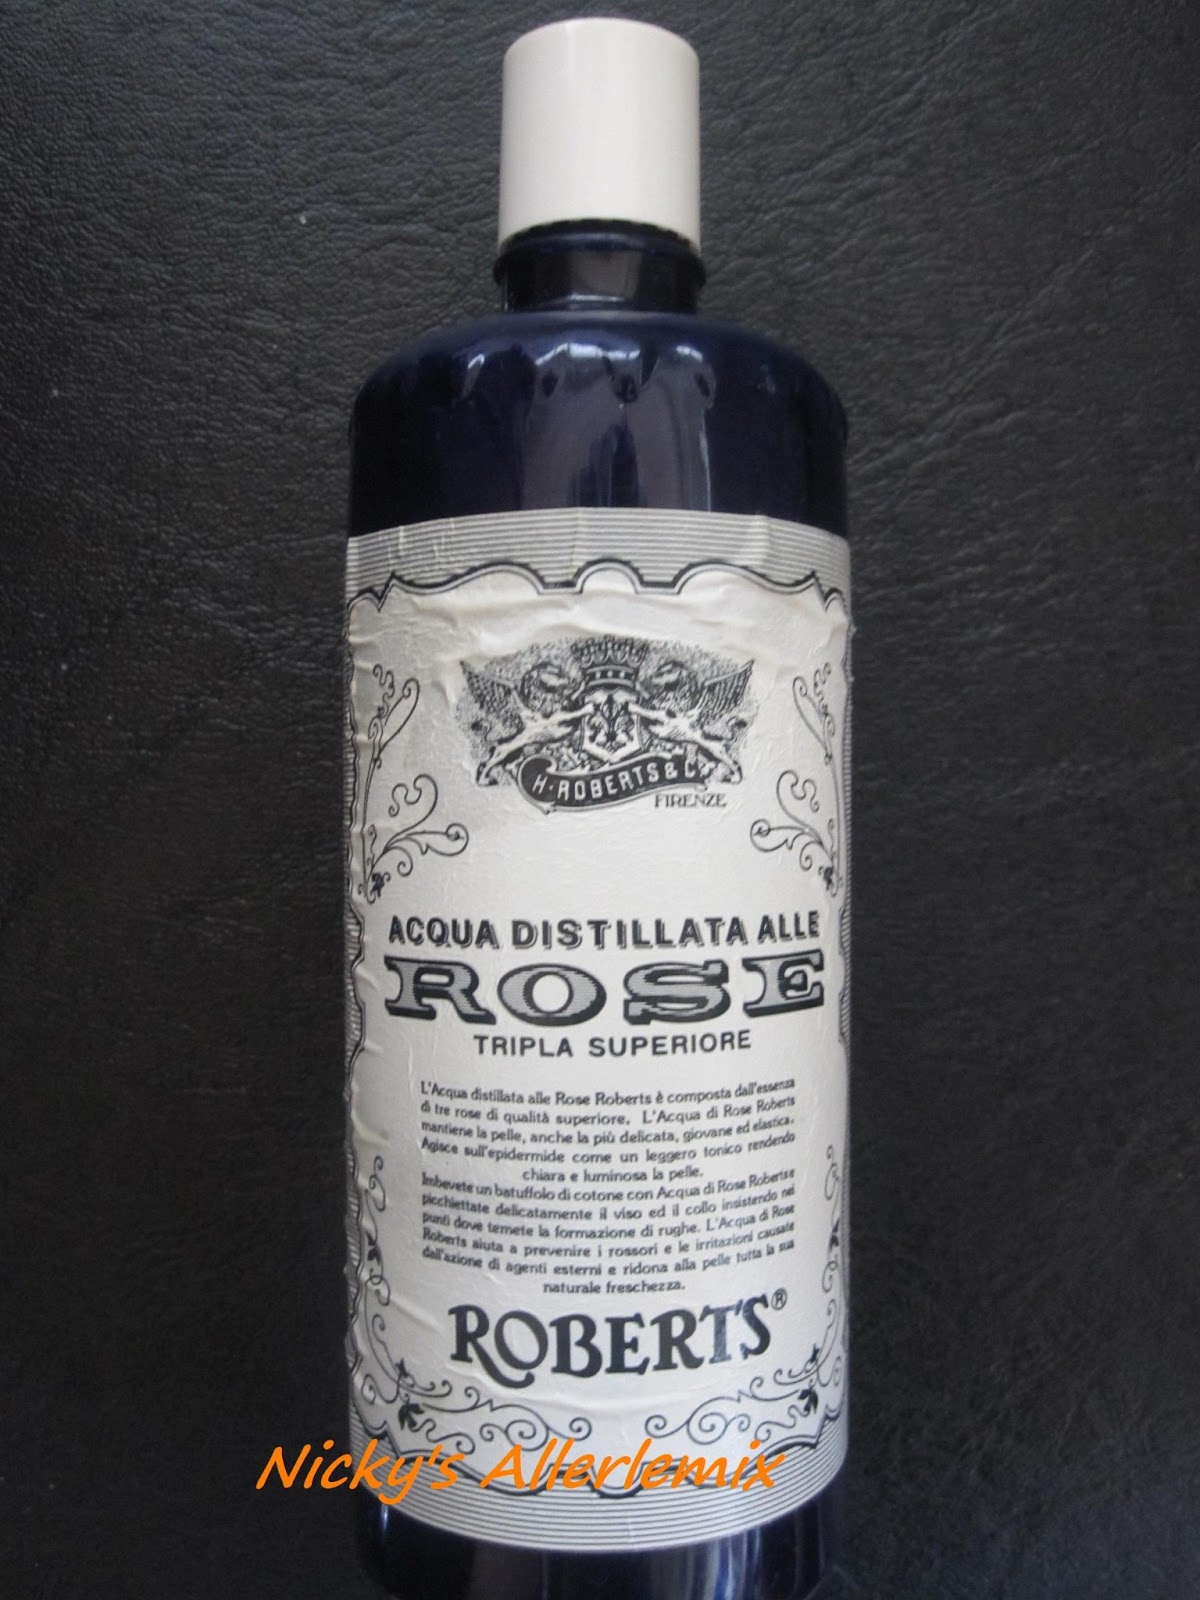 H·ROBERTS & Cº
FIRENZE
ACQUA DISTILLATA ALLE
ROSE
TRIPLA SUPERIORE
L'Acqua distillata alle Rose Roberts è composta dall'essenza
di tre rose di qualità superiore. L'Acqua di Rose Roberts
mantiene la pelle, anche la più delicata, giovane ed elastica.
Agisce sull'epidermide come un leggero tonico rendendo
chiara e luminosa la pelle.
Imbevete un batuffolo di cotone con Acqua di Rose Roberts e
picchiettate delicatamente il viso ed il collo insistendo nei
punti dove temete la formazione di rughe. L'Acqua di Rose
Roberts aiuta a prevenire i rossori e le irritazioni causate
dall'azione di agenti esterni e ridona alla pelle tutta la sua
naturale freschezza.
ROBERTS®
Nicky's Allerlemix